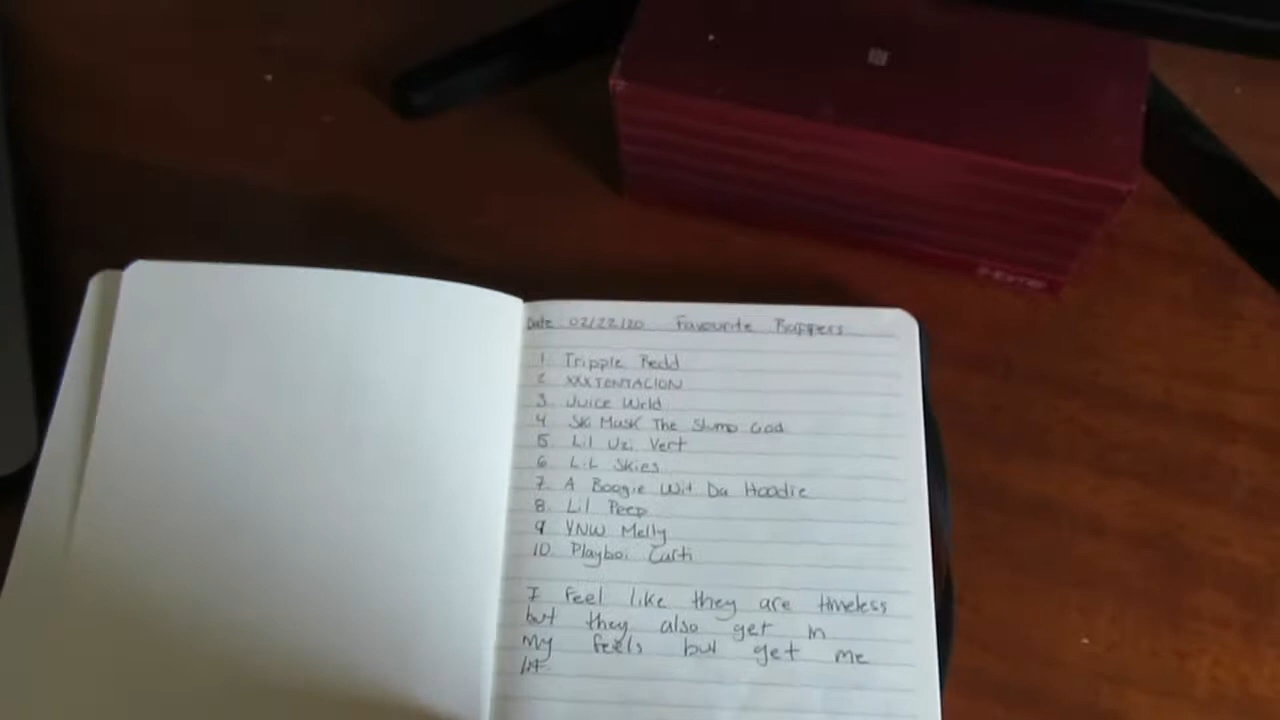 Date 02/22/20 Favourite Rappers
1. Tripple Redd
2 XXXTENTACION
3. Juice Wrld
4 Ski Mask The Slump God
5. Lil Uzi Vert
6 Lil Skies
7. A Boogie Wit Da Hoodie
8. Lil Peep
9 YNW Melly
10. Playboi Carti
I feel like they are timeless
but they also get in
my feels but get me